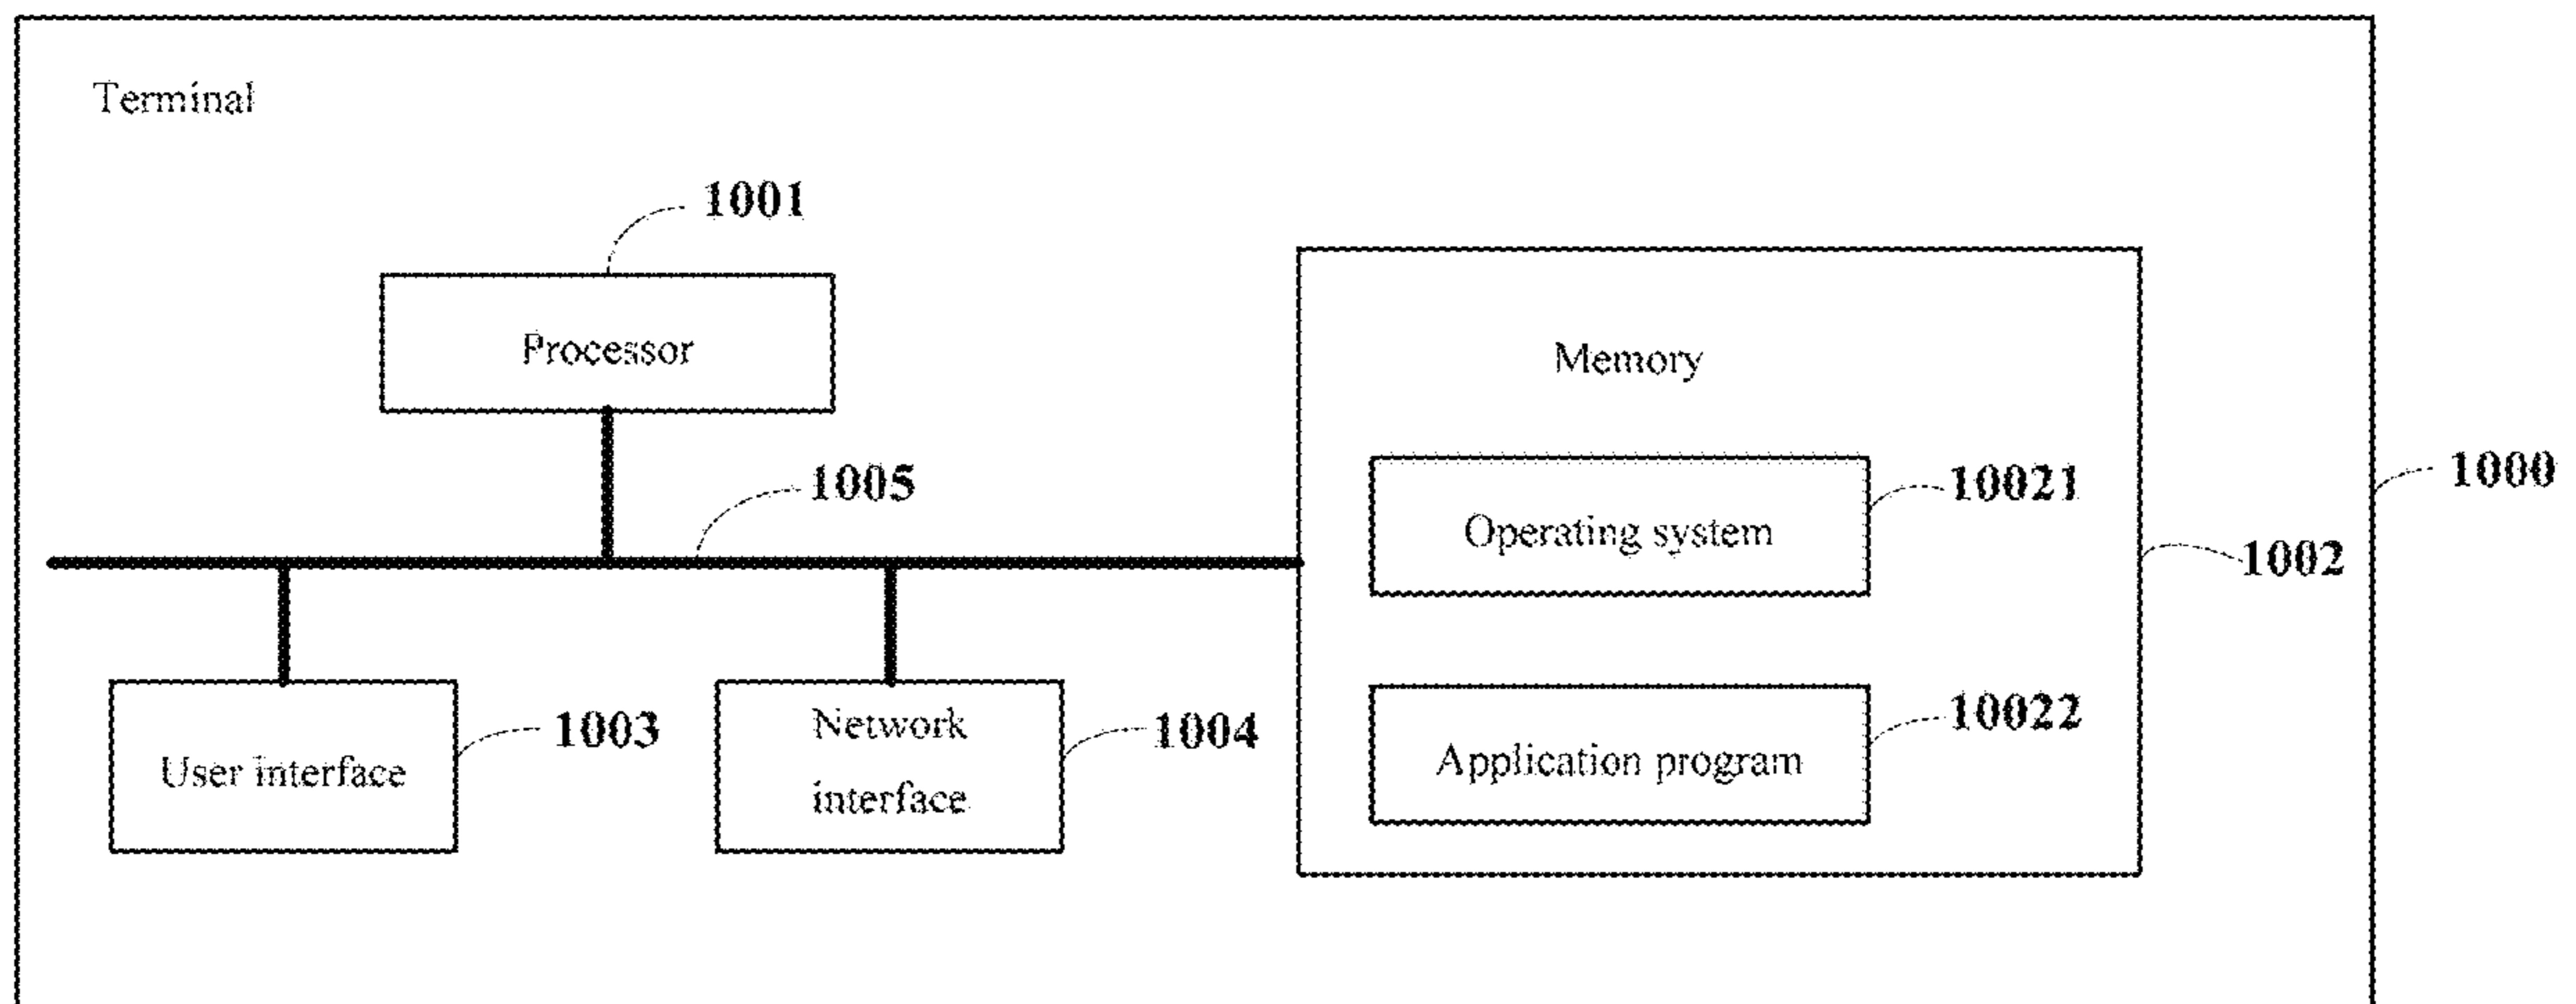 Terminal
1001
Processor
Memory
1005
10021
1000
Operating system
1002
1003
Network
1004
10022
User interface
interface
Application program